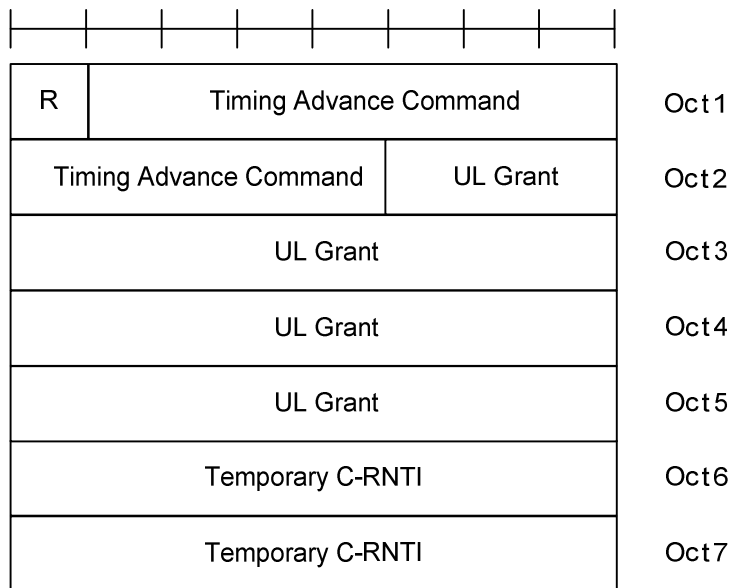 R Timing Advance Command Oct1
Timing Advance Command UL Grant Oct2
UL Grant Oct3
UL Grant Oct4
UL Grant Oct5
Temporary C-RNTI Oct6
Temporary C-RNTI Oct7